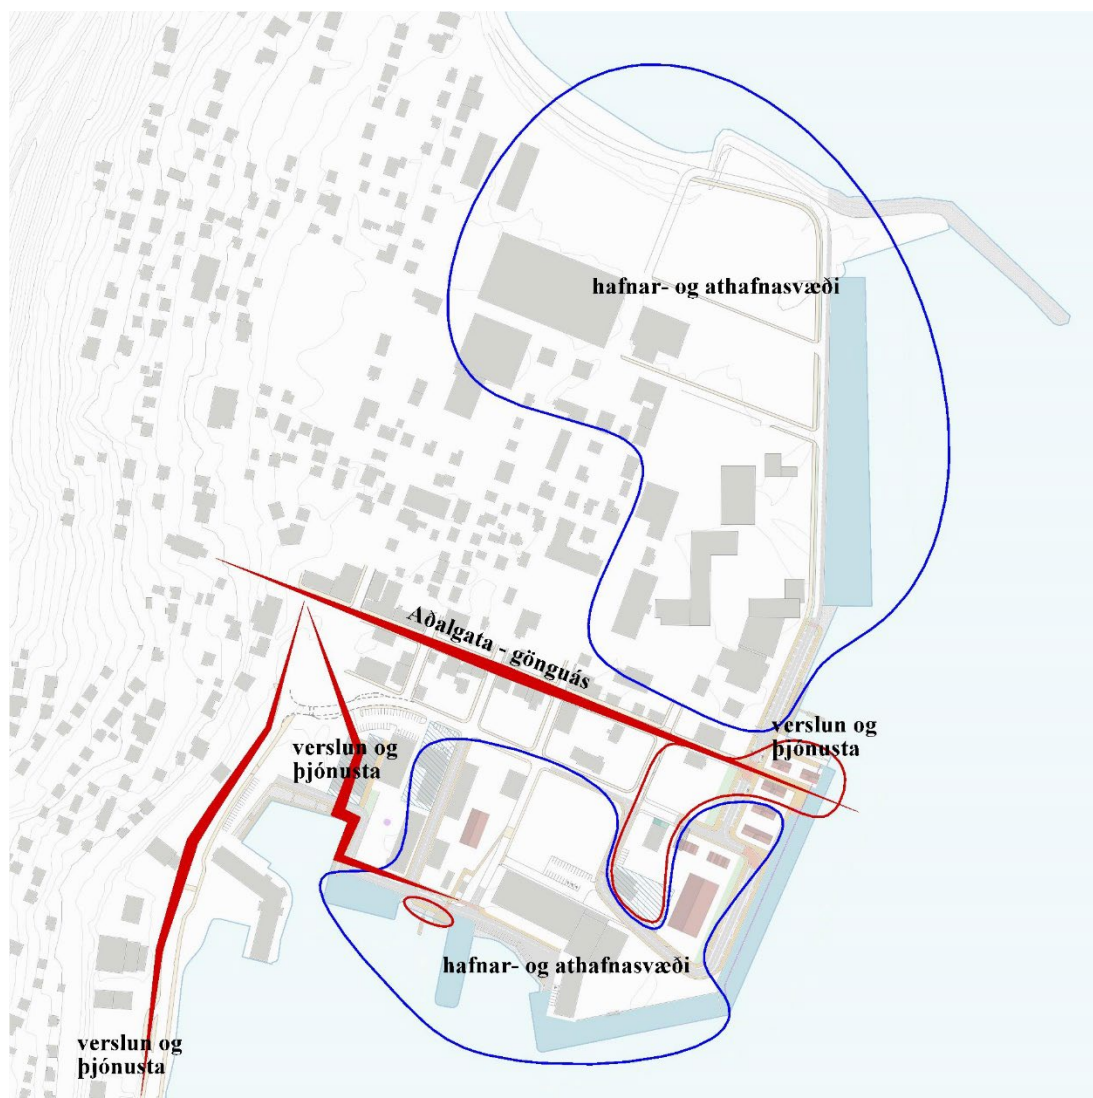 hafnar- og athafnasvæði
Aðalgata - gönguás
verslun og
þjónusta
verslun og
þjónusta
hafnar- og athafnasvæði
verslun og
þjónusta